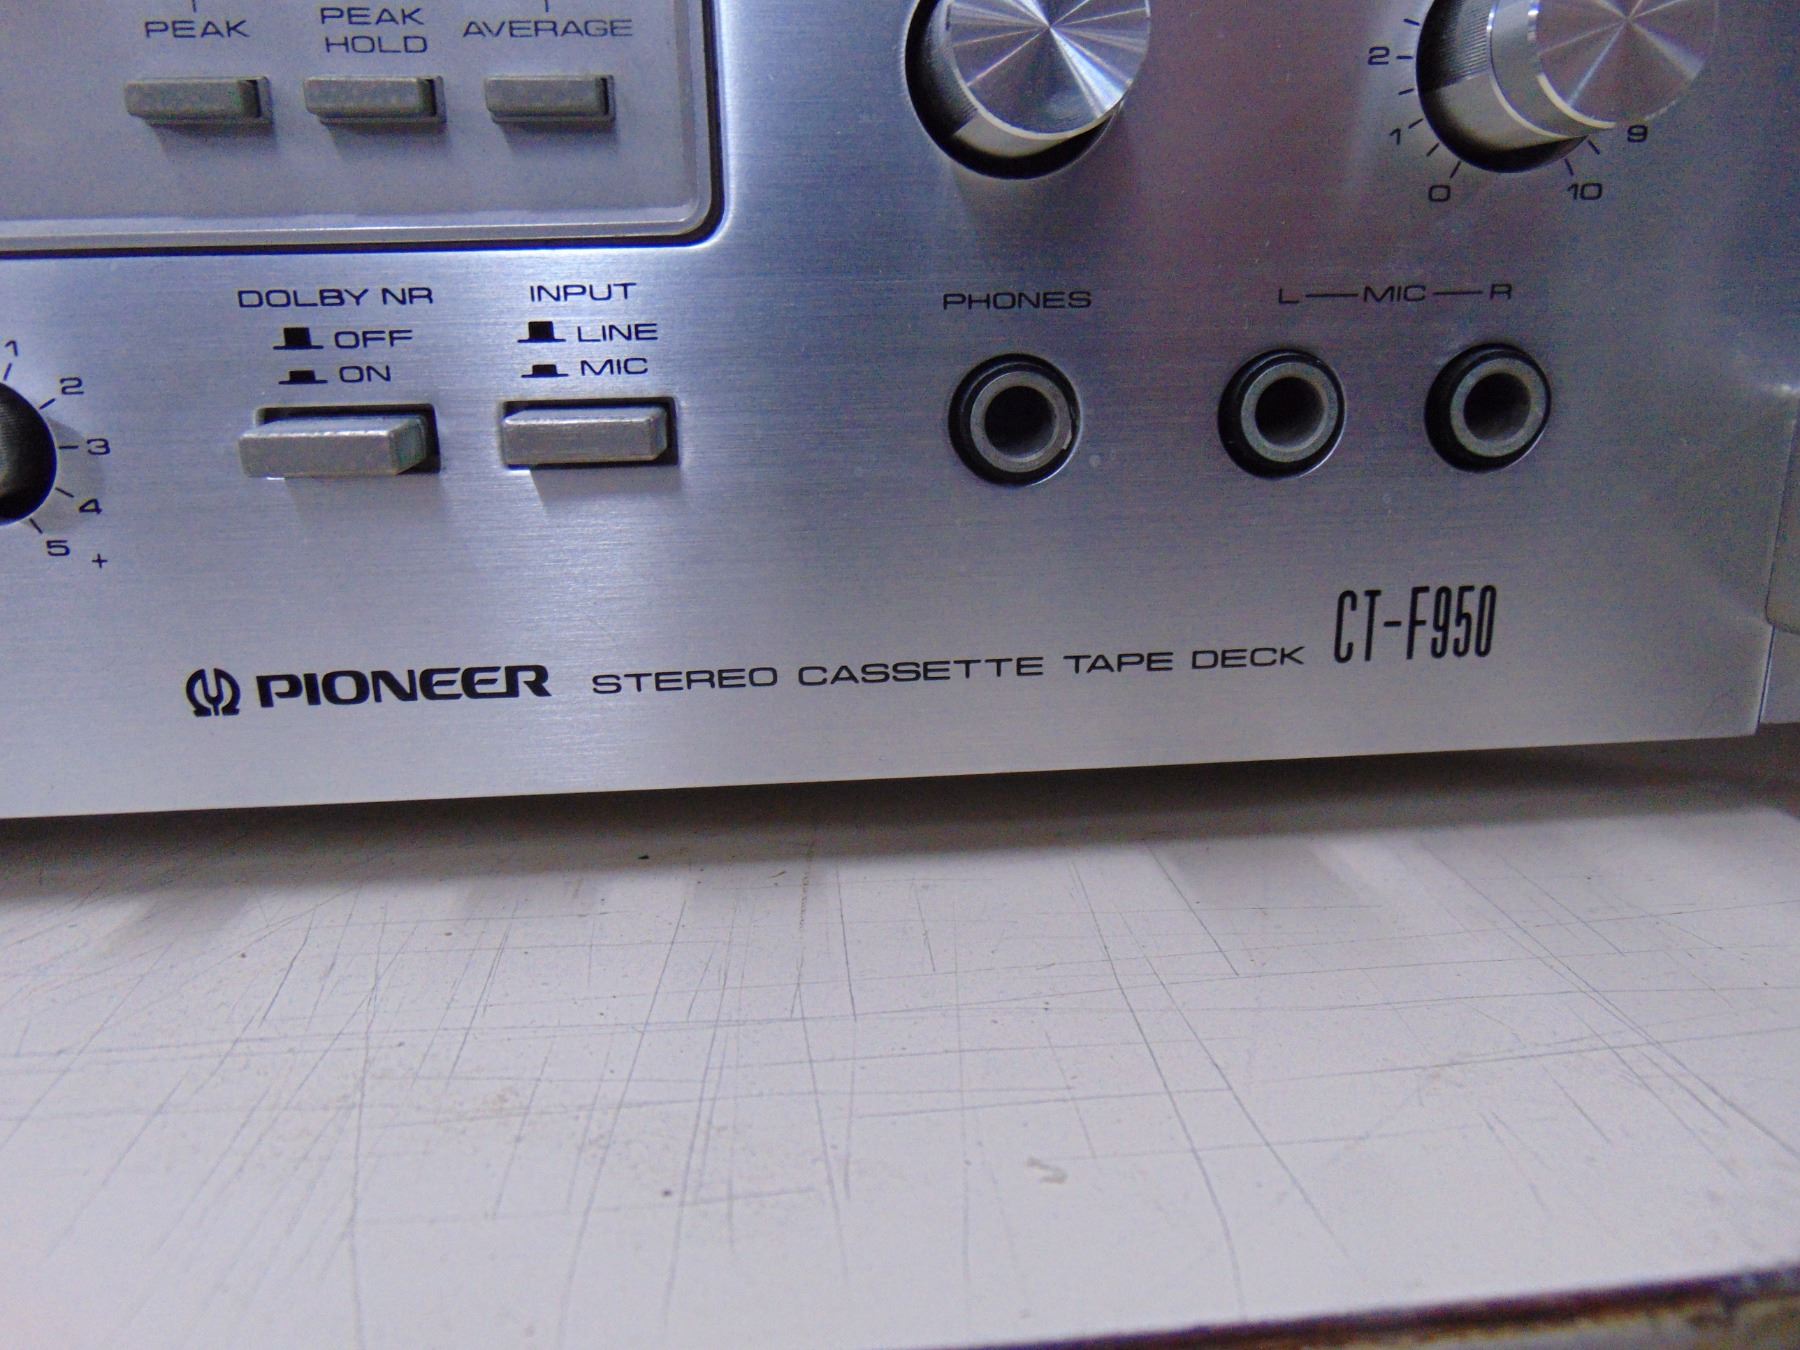 PEAK
PEAK
HOLD
AVERAGE
2
1
0
9
10
DOLBY NR
OFF
ON
INPUT
LINE
MIC
PHONES
L MIC R
1
2
3
4
5
+
PIONEER STEREO CASSETTE TAPE DECK CT-F950